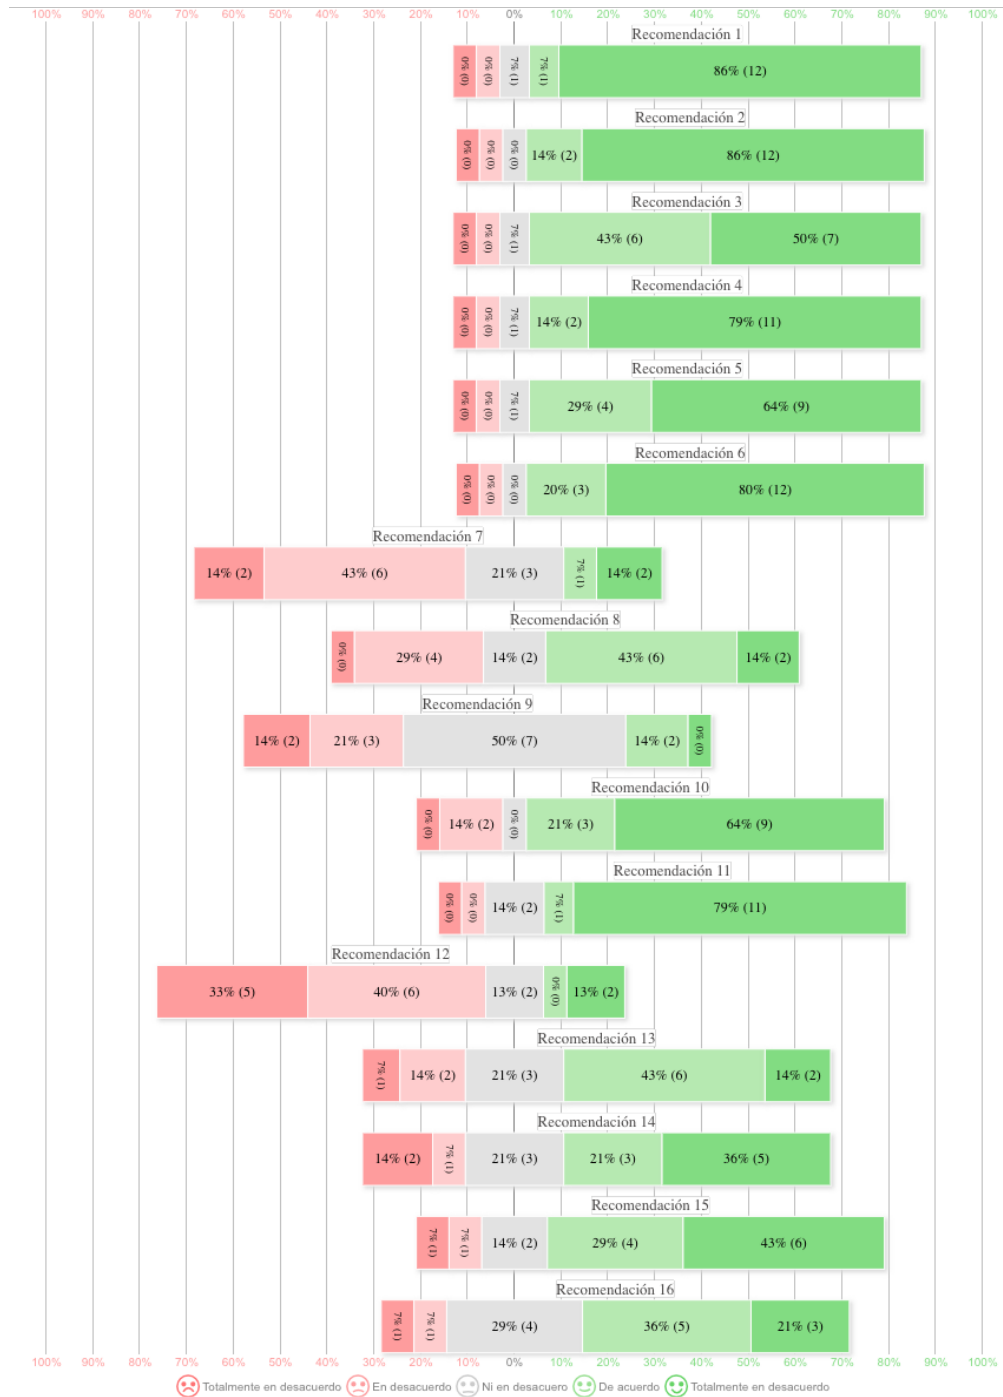 100% 90% 80% 70% 60% 50% 40% 30% 20% 10% 0% 10% 20% 30% 40% 50% 60% 70% 80% 90% 100%
Recomendación 1
0% (0) 0% (0) 7% (1) 7% (1) 86% (12)
Recomendación 2
0% (0) 0% (0) 0% (0) 14% (2) 86% (12)
Recomendación 3
0% (0) 0% (0) 7% (1) 43% (6) 50% (7)
Recomendación 4
0% (0) 0% (0) 7% (1) 14% (2) 79% (11)
Recomendación 5
0% (0) 0% (0) 7% (1) 29% (4) 64% (9)
Recomendación 6
0% (0) 0% (0) 0% (0) 20% (3) 80% (12)
Recomendación 7
14% (2) 43% (6) 21% (3) 7% (1) 14% (2)
Recomendación 8
0% (0) 29% (4) 14% (2) 43% (6) 14% (2)
Recomendación 9
14% (2) 21% (3) 50% (7) 14% (2) 0% (0)
Recomendación 10
0% (0) 14% (2) 0% (0) 21% (3) 64% (9)
Recomendación 11
0% (0) 0% (0) 14% (2) 7% (1) 79% (11)
Recomendación 12
33% (5) 40% (6) 13% (2) 0% (0) 13% (2)
Recomendación 13
7% (1) 14% (2) 21% (3) 43% (6) 14% (2)
Recomendación 14
14% (2) 7% (1) 21% (3) 21% (3) 36% (5)
Recomendación 15
7% (1) 7% (1) 14% (2) 29% (4) 43% (6)
Recomendación 16
7% (1) 7% (1) 29% (4) 36% (5) 21% (3)
100% 90% 80% 70% 60% 50% 40% 30% 20% 10% 0% 10% 20% 30% 40% 50% 60% 70% 80% 90% 100%
Totalmente en desacuerdo En desacuerdo Ni en desacuero De acuerdo Totalmente en desacuerdo